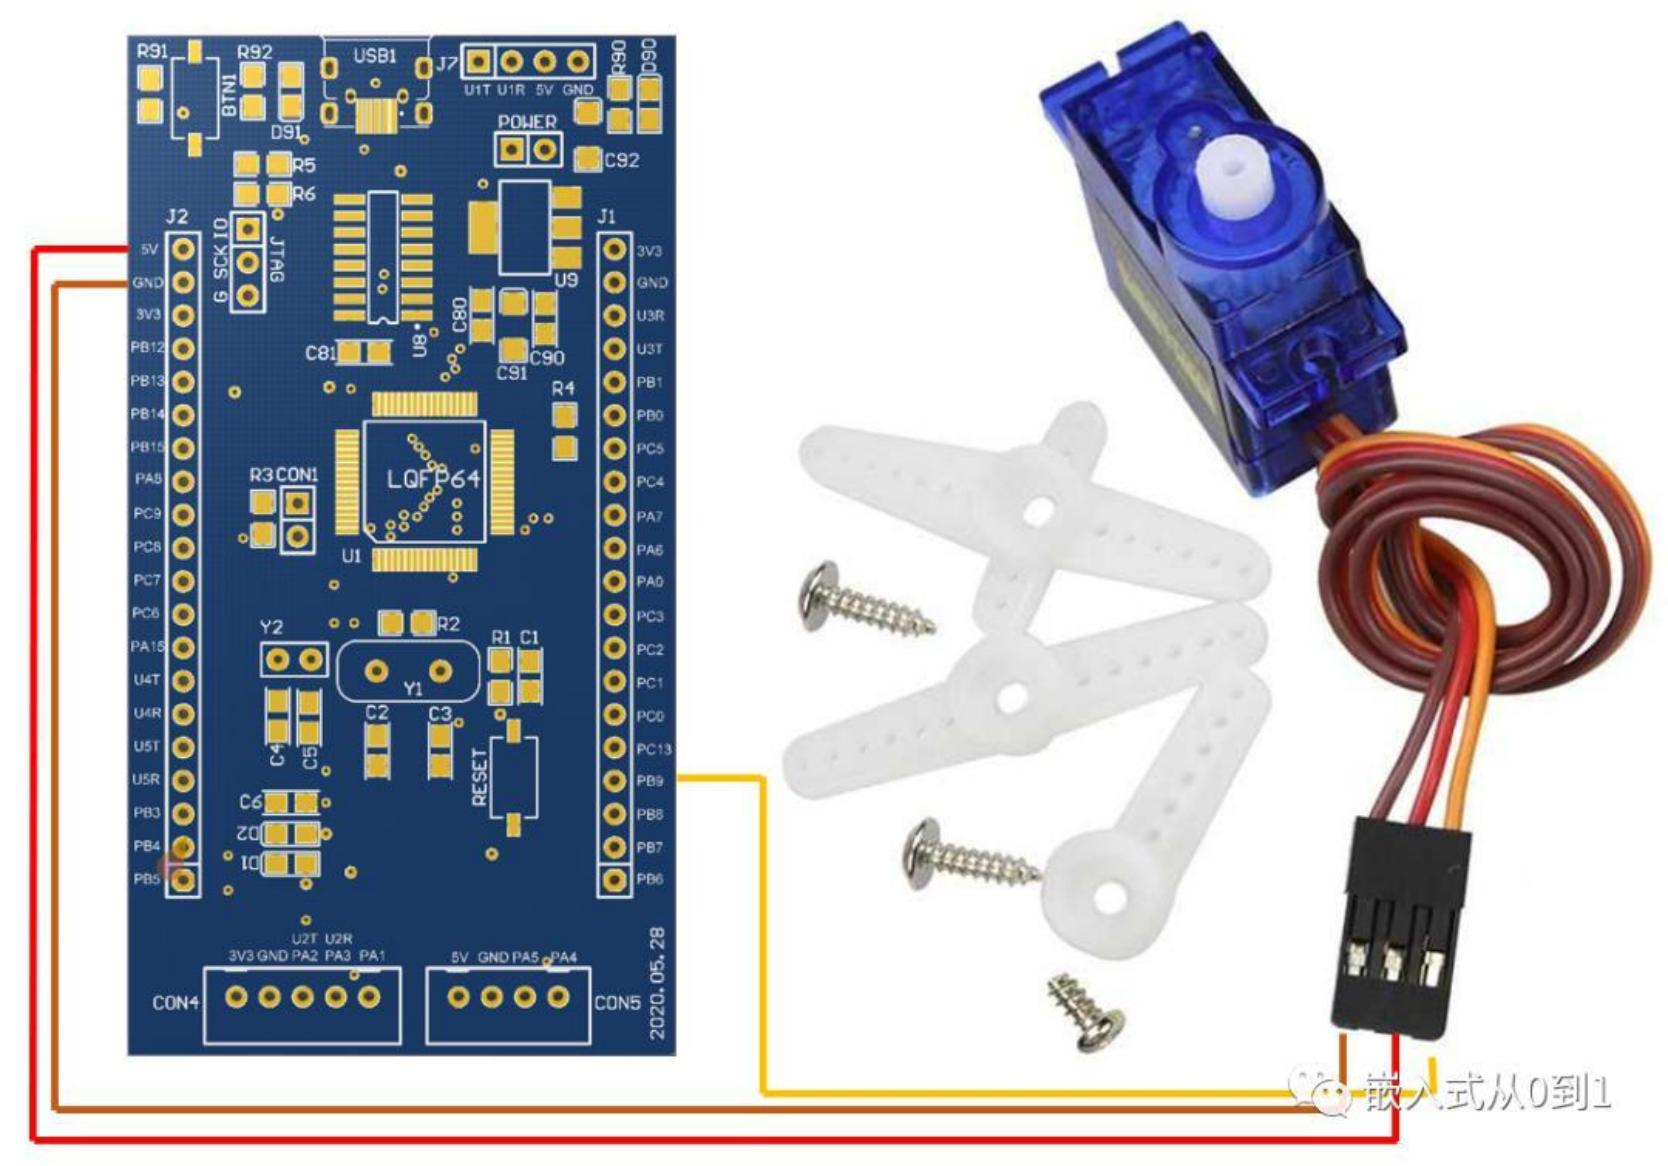 R91
R92
USB1
J7
R90
D90
BTN1
D91
U1T U1R 5V GND
POWER
C92
R5
R6
J2
J1
G SCK IO
JTAG
U9
5V
GND
3V3
PB12
PB13
PB14
PB15
PA8
PC9
PC8
PC7
PC6
PA15
U4T
U4R
U5T
U5R
PB3
PB4
PB5
3V3
GND
U3R
U3T
PB1
PB0
PC5
PC4
PA7
PA6
PA0
PC3
PC2
PC1
PC0
PC13
PB9
PB8
PB7
PB6
C80
C81
U8
C91
C90
R4
R3 CON1
LQFP64
U1
Y2
R2
R1
C1
Y1
C4
C5
C2
C3
RESET
C6
D2
D1
U2T U2R
3V3 GND PA2 PA3 PA1
5V GND PA5 PA4
CON4
CON5
2020.05.28
嵌入式从0到1